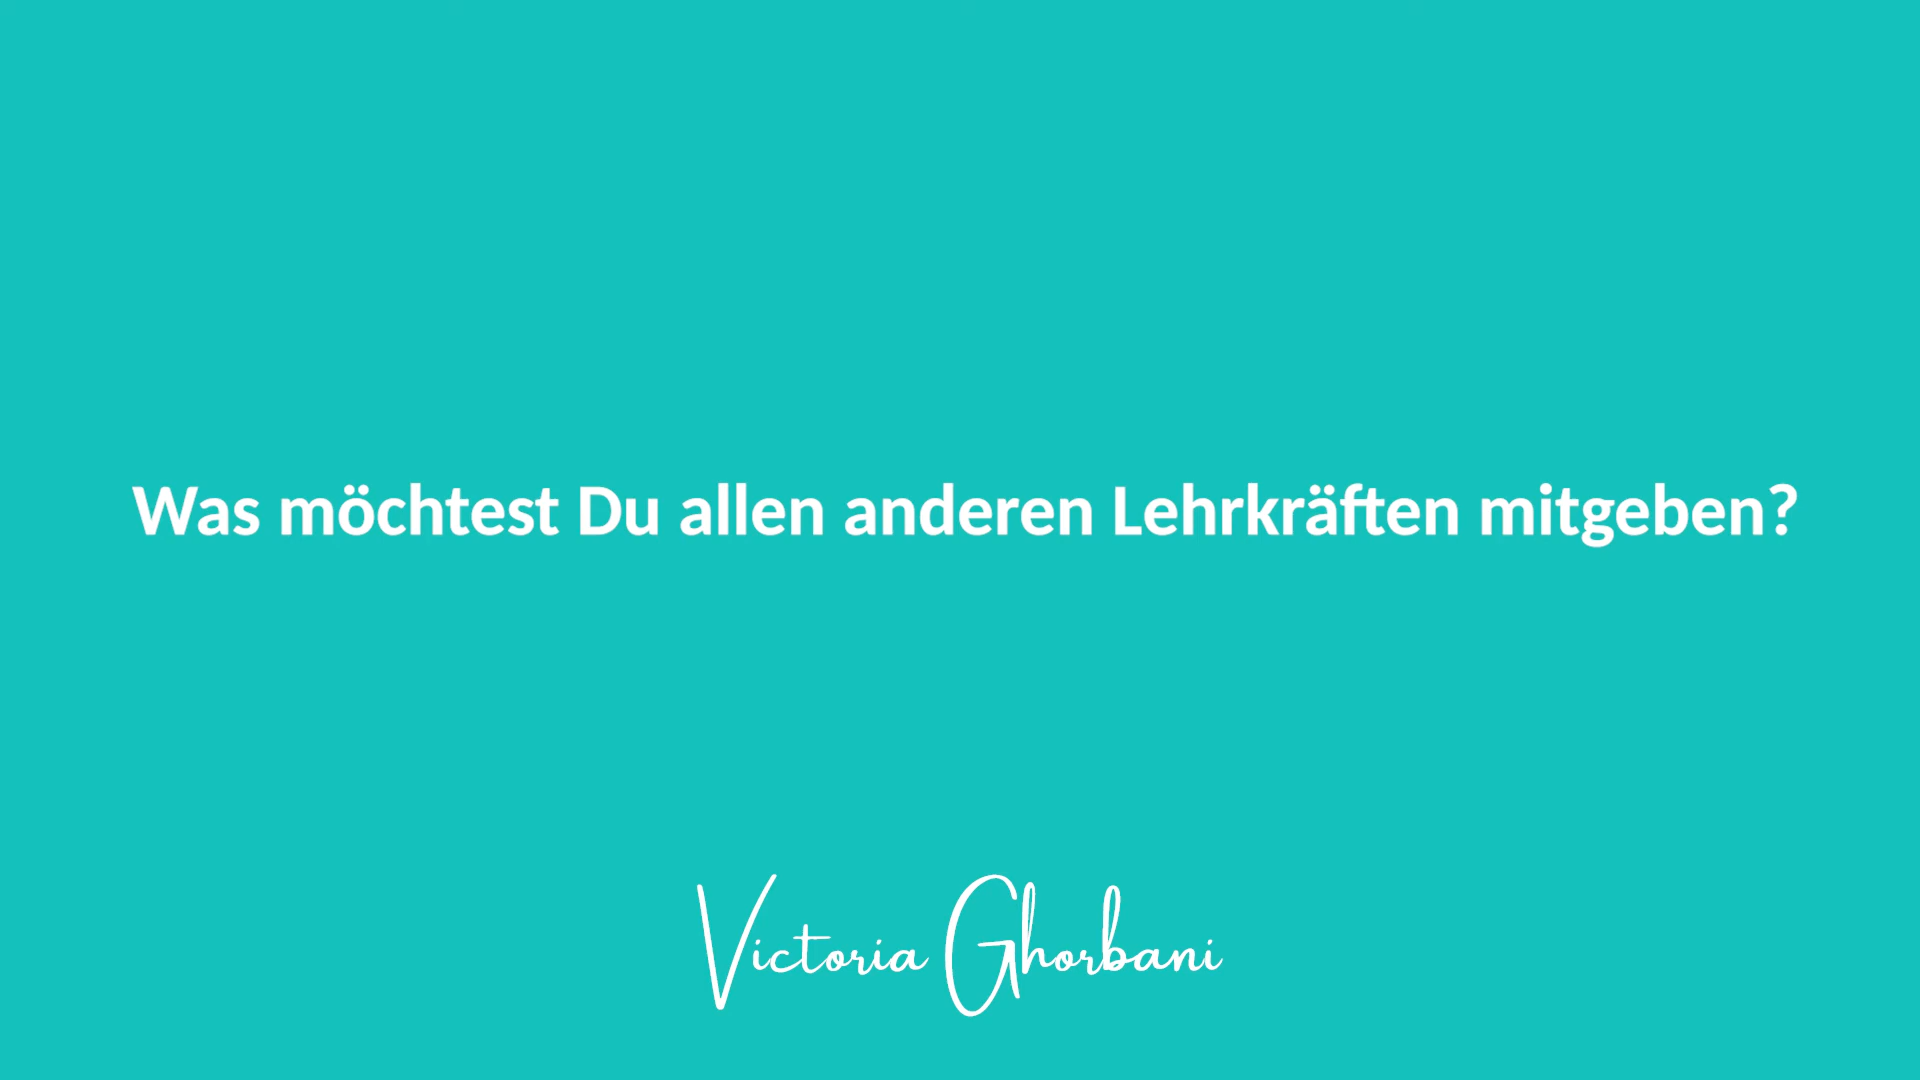 Was möchtest Du allen anderen Lehrkräften mitgeben?
Victoria Ghorbani